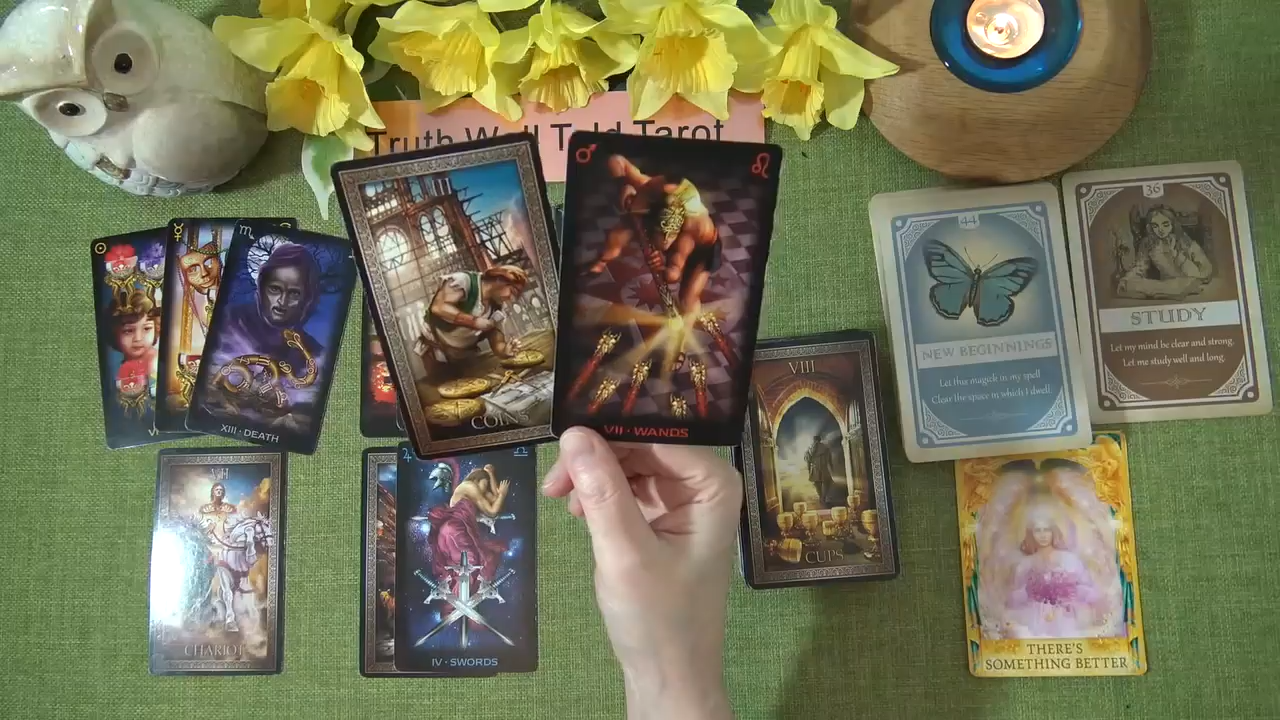 Truth Well Told Tarot
44
NEW BEGINNINGS
Let this magick in my spell
Clear the space in which I dwell.
36
STUDY
Let my mind be clear and strong.
Let me study well and long.
XIII · DEATH
COINS
VII · WANDS
VIII
CUPS
VII
CHARIOT
IV · SWORDS
THERE'S
SOMETHING BETTER